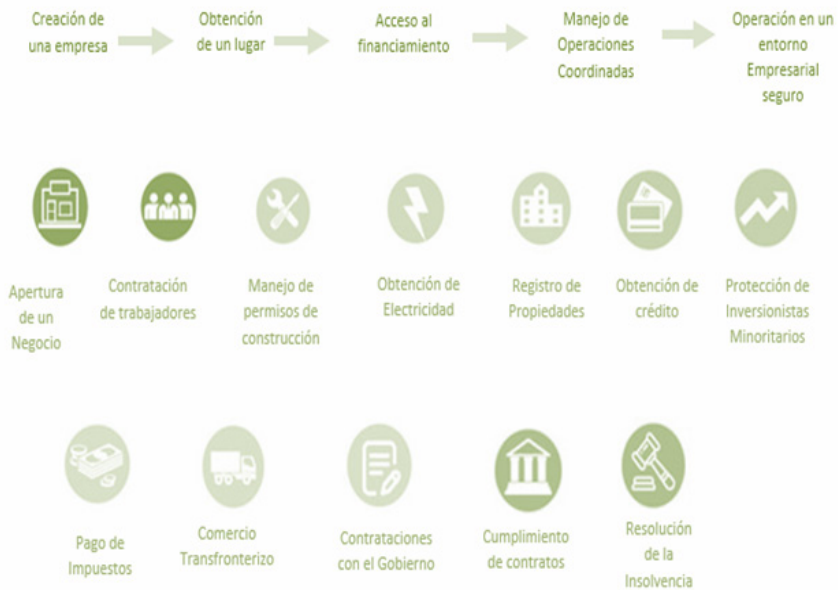 Creación de
una empresa
Obtención
de un lugar
Acceso al
financiamiento
Manejo de
Operaciones
Coordinadas
Operación en un
entorno
Empresarial
seguro
Apertura
de un
Negocio
Contratación
de trabajadores
Manejo de
permisos de
construcción
Obtención de
Electricidad
Registro de
Propiedades
Obtención de
crédito
Protección de
Inversionistas
Minoritarios
Pago de
Impuestos
Comercio
Transfronterizo
Contrataciones
con el Gobierno
Cumplimiento
de contratos
Resolución
de la
Insolvencia